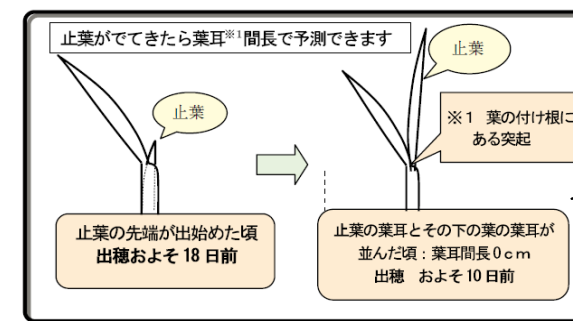 止葉がでてきたら葉耳※1間長で予測できます
止葉
止葉
※1 葉の付け根に
ある突起
止葉の先端が出始めた頃
出穂およそ18日前
止葉の葉耳とその下の葉の葉耳が
並んだ頃：葉耳間長0cm
出穂 およそ10日前